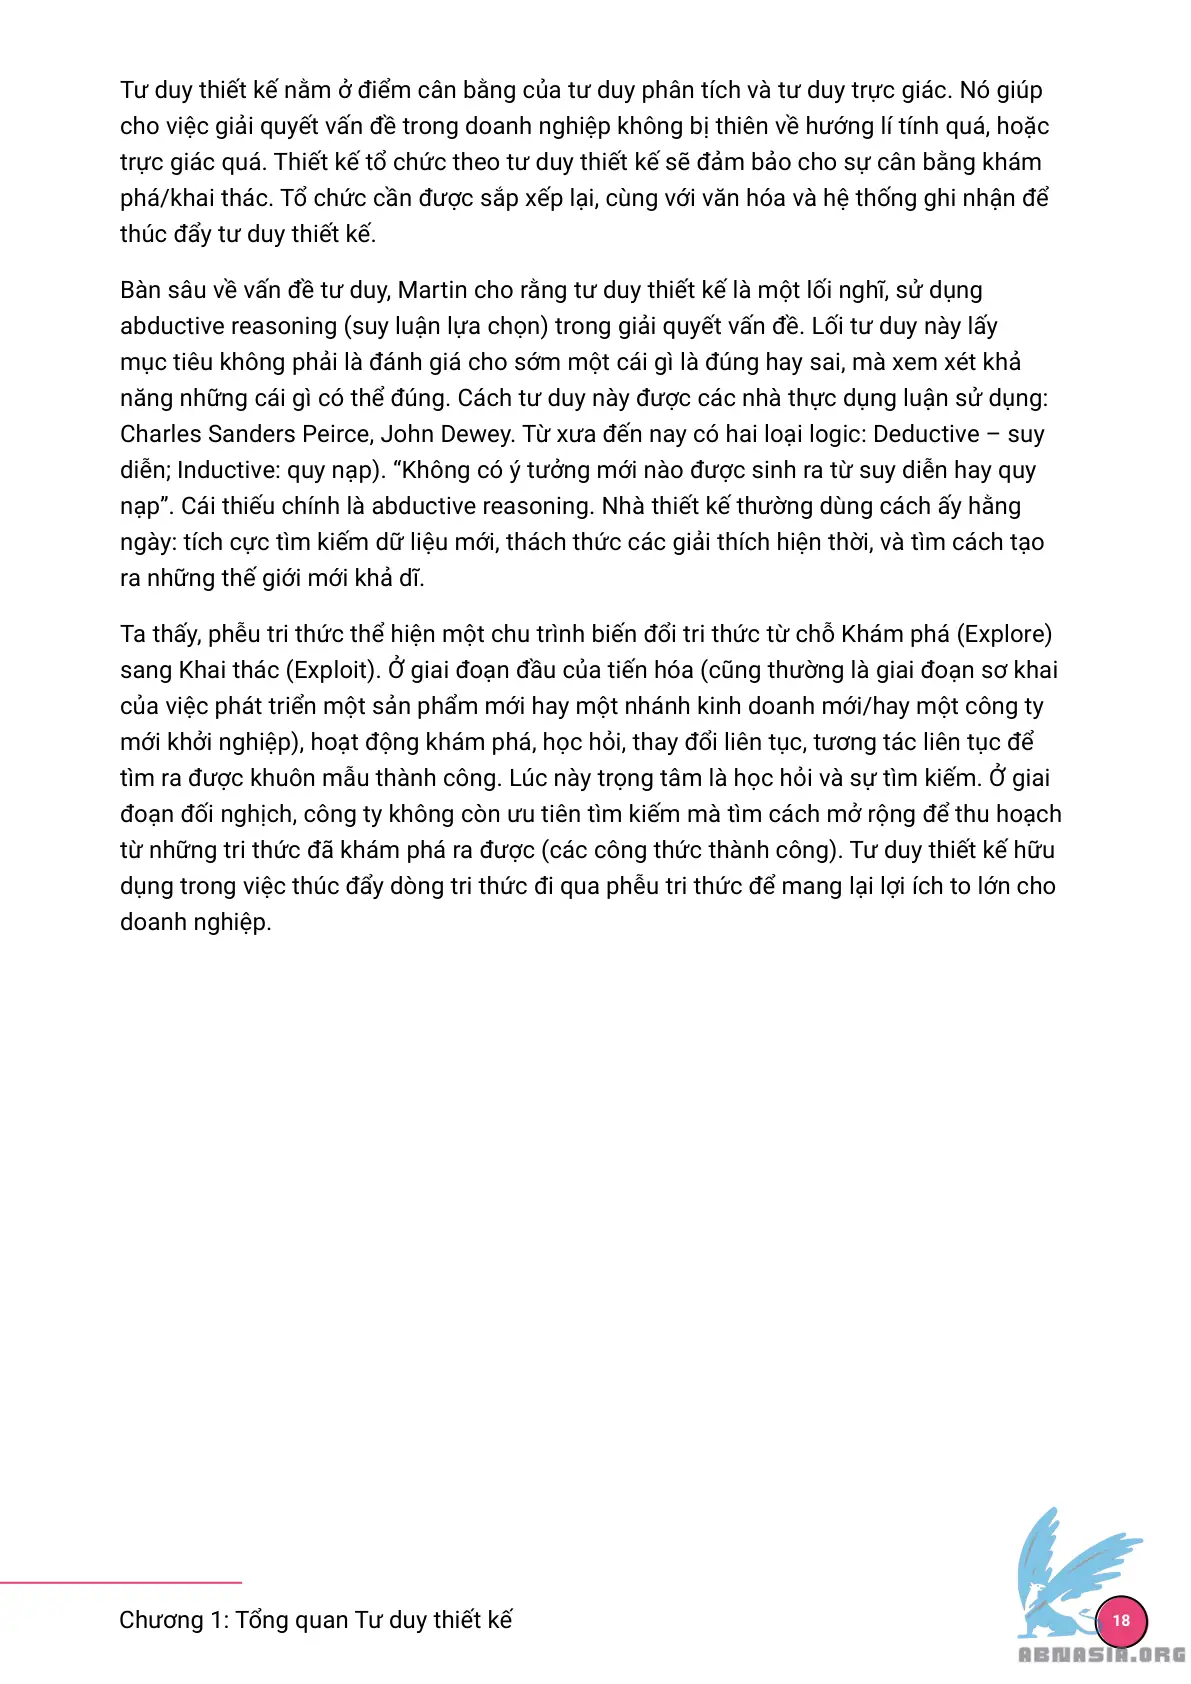 Tư duy thiết kế nằm ở điểm cân bằng của tư duy phân tích và tư duy trực giác. Nó giúp
cho việc giải quyết vấn đề trong doanh nghiệp không bị thiên về hướng lí tính quá, hoặc
trực giác quá. Thiết kế tổ chức theo tư duy thiết kế sẽ đảm bảo cho sự cân bằng khám
phá/khai thác. Tổ chức cần được sắp xếp lại, cùng với văn hóa và hệ thống ghi nhận để
thúc đẩy tư duy thiết kế.
Bàn sâu về vấn đề tư duy, Martin cho rằng tư duy thiết kế là một lối nghĩ, sử dụng
abductive reasoning (suy luận lựa chọn) trong giải quyết vấn đề. Lối tư duy này lấy
mục tiêu không phải là đánh giá cho sớm một cái gì là đúng hay sai, mà xem xét khả
năng những cái gì có thể đúng. Cách tư duy này được các nhà thực dụng luận sử dụng:
Charles Sanders Peirce, John Dewey. Từ xưa đến nay có hai loại logic: Deductive – suy
diễn; Inductive: quy nạp). “Không có ý tưởng mới nào được sinh ra từ suy diễn hay quy
nạp”. Cái thiếu chính là abductive reasoning. Nhà thiết kế thường dùng cách ấy hằng
ngày: tích cực tìm kiếm dữ liệu mới, thách thức các giải thích hiện thời, và tìm cách tạo
ra những thế giới mới khả dĩ.
Ta thấy, phễu tri thức thể hiện một chu trình biến đổi tri thức từ chỗ Khám phá (Explore)
sang Khai thác (Exploit). Ở giai đoạn đầu của tiến hóa (cũng thường là giai đoạn sơ khai
của việc phát triển một sản phẩm mới hay một nhánh kinh doanh mới/hay một công ty
mới khởi nghiệp), hoạt động khám phá, học hỏi, thay đổi liên tục, tương tác liên tục để
tìm ra được khuôn mẫu thành công. Lúc này trọng tâm là học hỏi và sự tìm kiếm. Ở giai
đoạn đối nghịch, công ty không còn ưu tiên tìm kiếm mà tìm cách mở rộng để thu hoạch
từ những tri thức đã khám phá ra được (các công thức thành công). Tư duy thiết kế hữu
dụng trong việc thúc đẩy dòng tri thức đi qua phễu tri thức để mang lại lợi ích to lớn cho
doanh nghiệp.
Chương 1: Tổng quan Tư duy thiết kế
18
ABNASIA.ORG